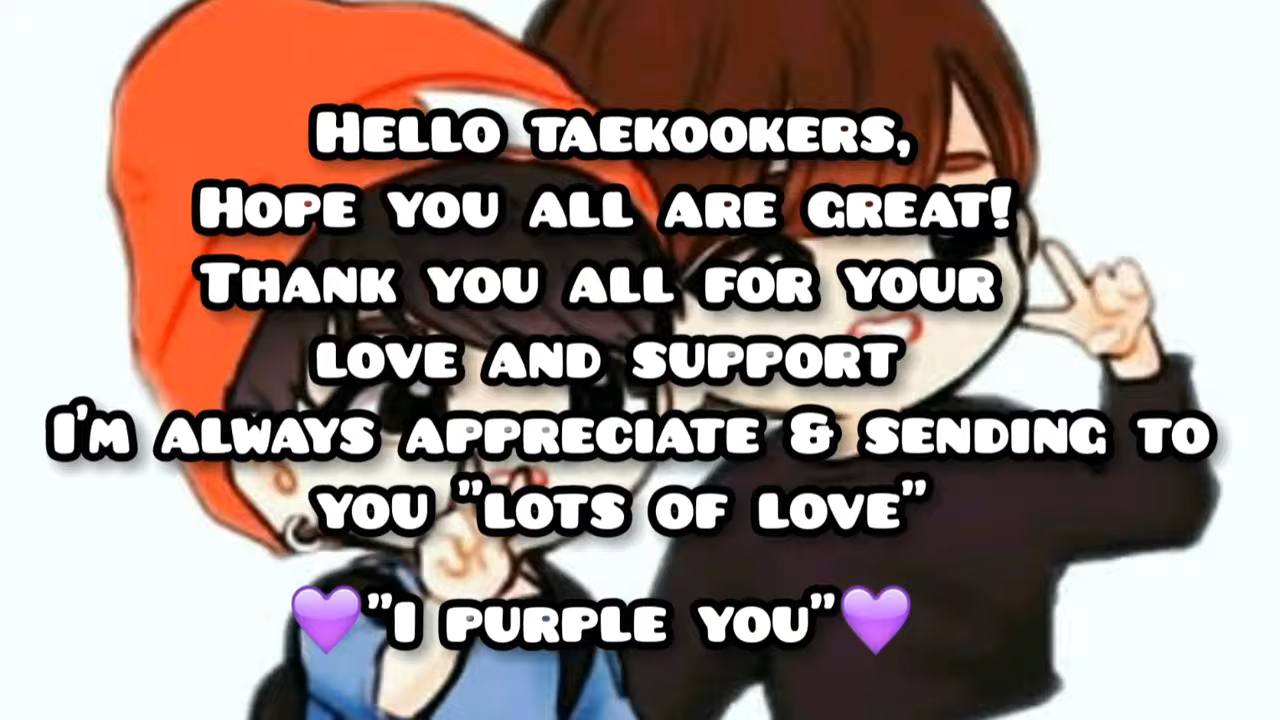 Hello taekookers,
Hope you all are great!
Thank you all for your
love and support
I'm always appreciate & sending to
you "lots of love"
💜"I purple you"💜